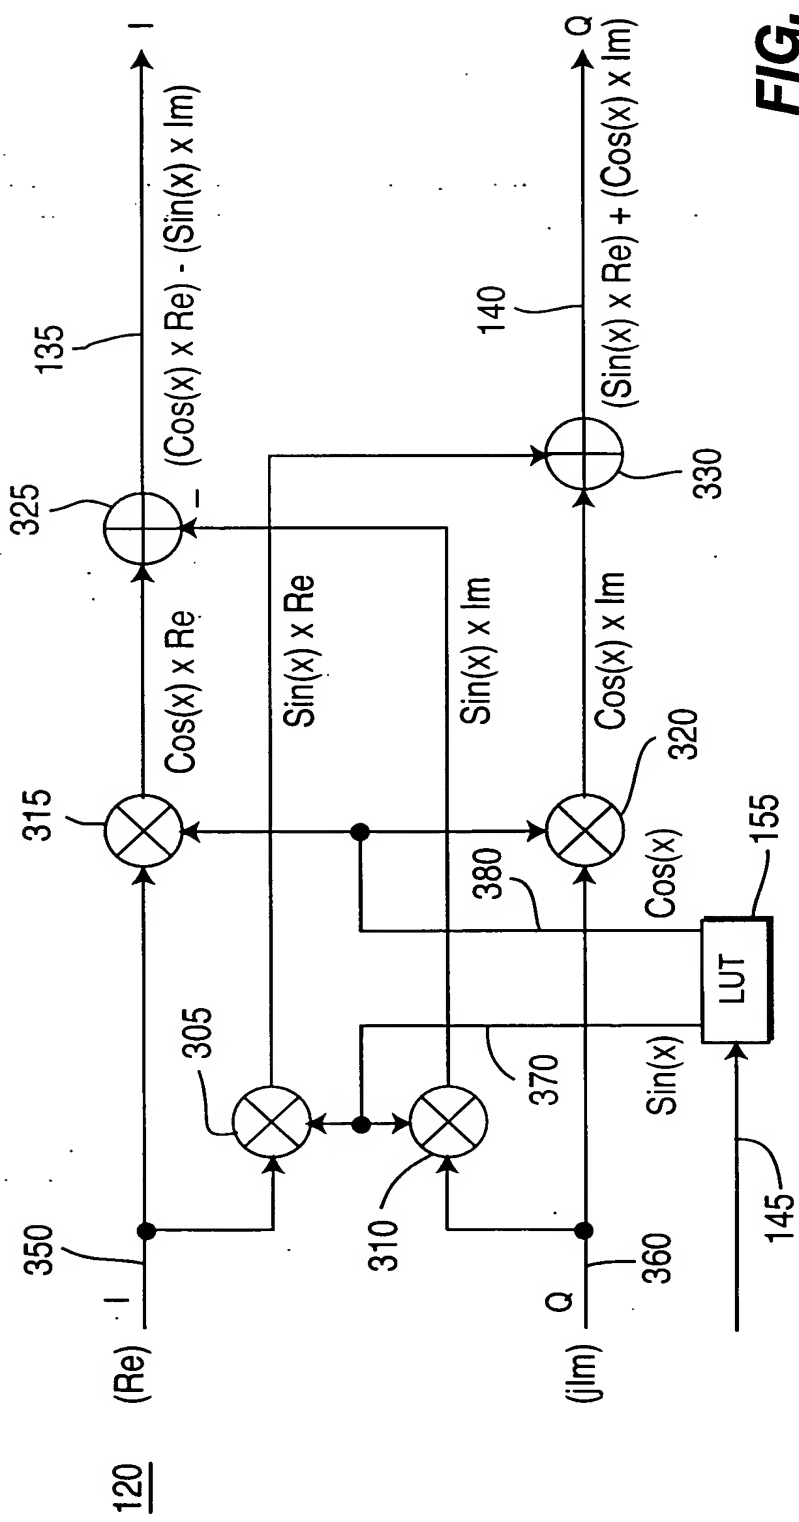 120
(Re)
I
350
315
Cos(x) x Re
325
–
135
(Cos(x) x Re) - (Sin(x) x Im)
I
305
Sin(x) x Re
310
Sin(x) x Im
(jIm)
Q
360
320
Cos(x) x Im
330
140
(Sin(x) x Re) + (Cos(x) x Im)
Q
370
380
Sin(x)
Cos(x)
LUT
155
145
FIG.